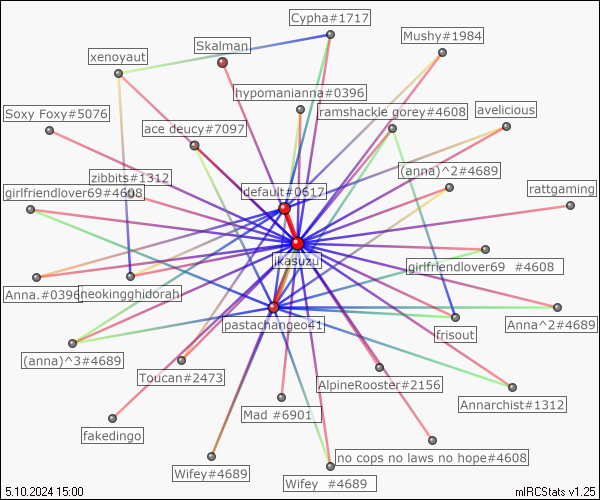 Cypha#1717
Mushy#1984
Skalman
xenoyaut
hypomanianna#0396
Soxy Foxy#5076
ramshackle gorey#4608
avelicious
ace deucy#7097
zibbits#1312
(anna)^2#4689
girlfriendlover69#4608
default#0617
rattgaming
ikasuzu
girlfriendlover69 #4608
Anna.#0396
neokingghidorah
pastachangeo41
Anna^2#4689
frisout
(anna)^3#4689
Toucan#2473
AlpineRooster#2156
Annarchist#1312
Mad #6901
fakedingo
no cops no laws no hope#4608
Wifey#4689
Wifey #4689
5.10.2024 15:00
mIRCStats v1.25